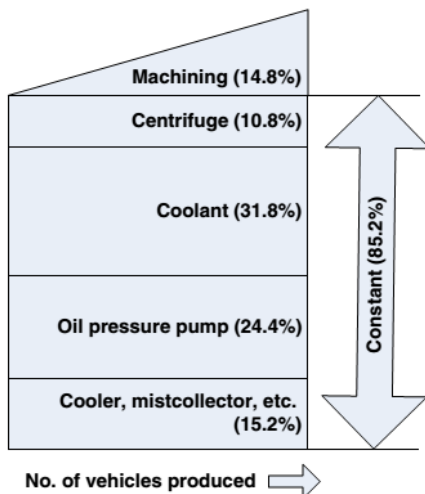 Machining (14.8%)
Centrifuge (10.8%)
Coolant (31.8%)
Oil pressure pump (24.4%)
Cooler, mistcollector, etc.
(15.2%)
Constant (85.2%)
No. of vehicles produced